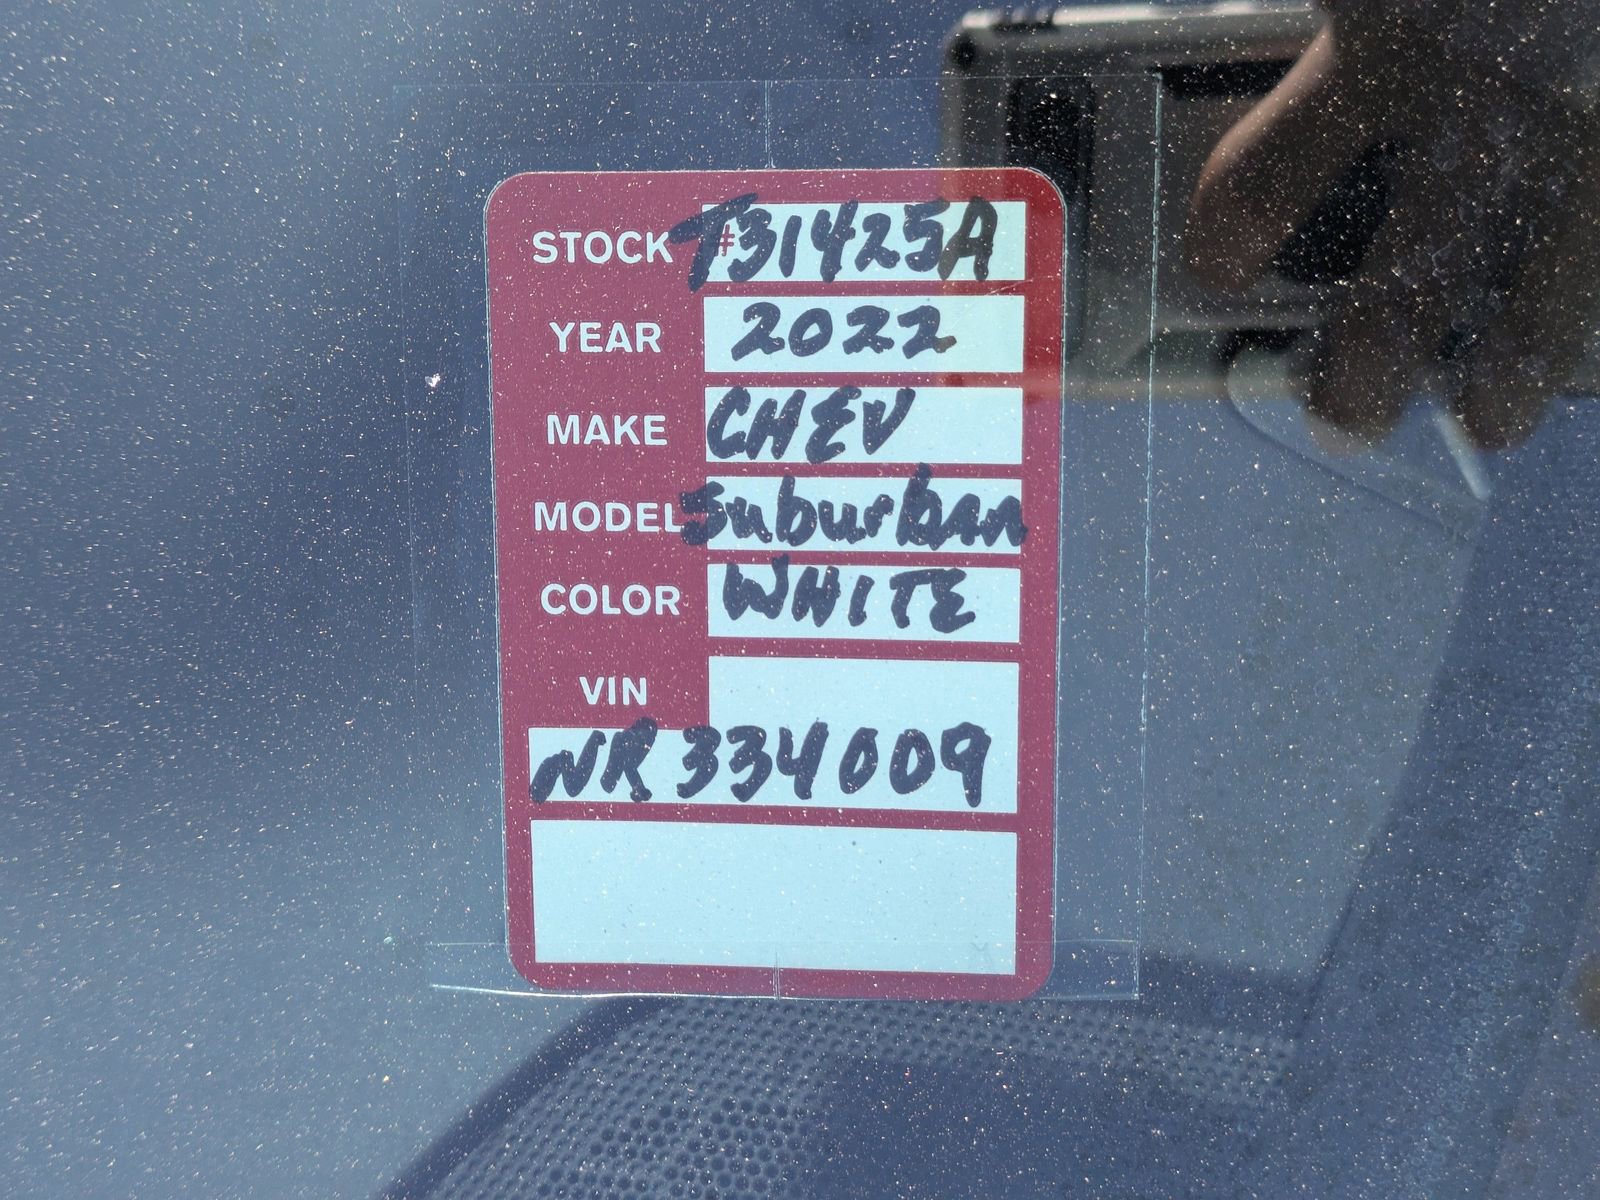 STOCK #T31425A
YEAR 2022
MAKE CHEV
MODEL Suburban
COLOR WHITE
VIN
NR334009